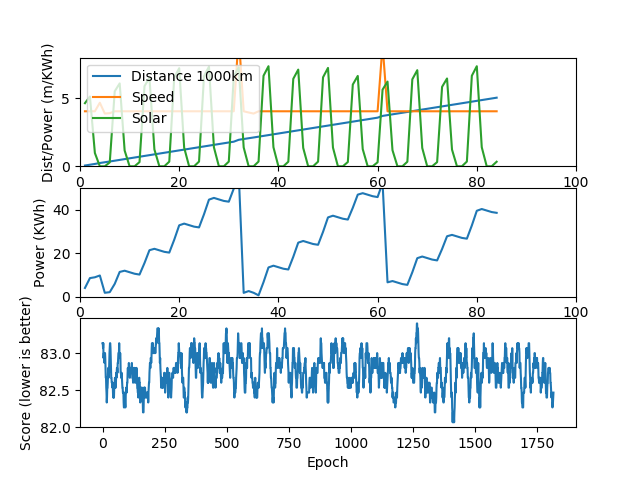 Dist/Power (m/KWh)
5
0
Distance 1000km
Speed
Solar
0 20 40 60 80 100
Power (KWh)
40
20
0
0 20 40 60 80 100
Score (lower is better)
83.0
82.5
82.0
0 250 500 750 1000 1250 1500 1750
Epoch